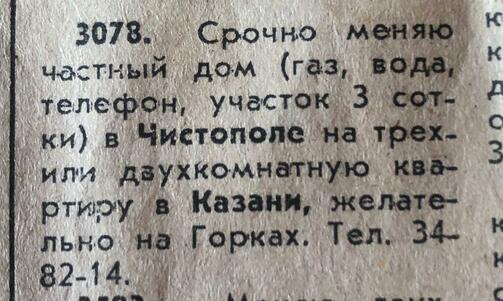 3078. Срочно меняю
частный дом (газ, вода,
телефон, участок 3 сот-
ки) в Чистополе на трех-
или двухкомнатную ква-
ртиру в Казани, желате-
льно на Горках. Тел. 34-
82-14.